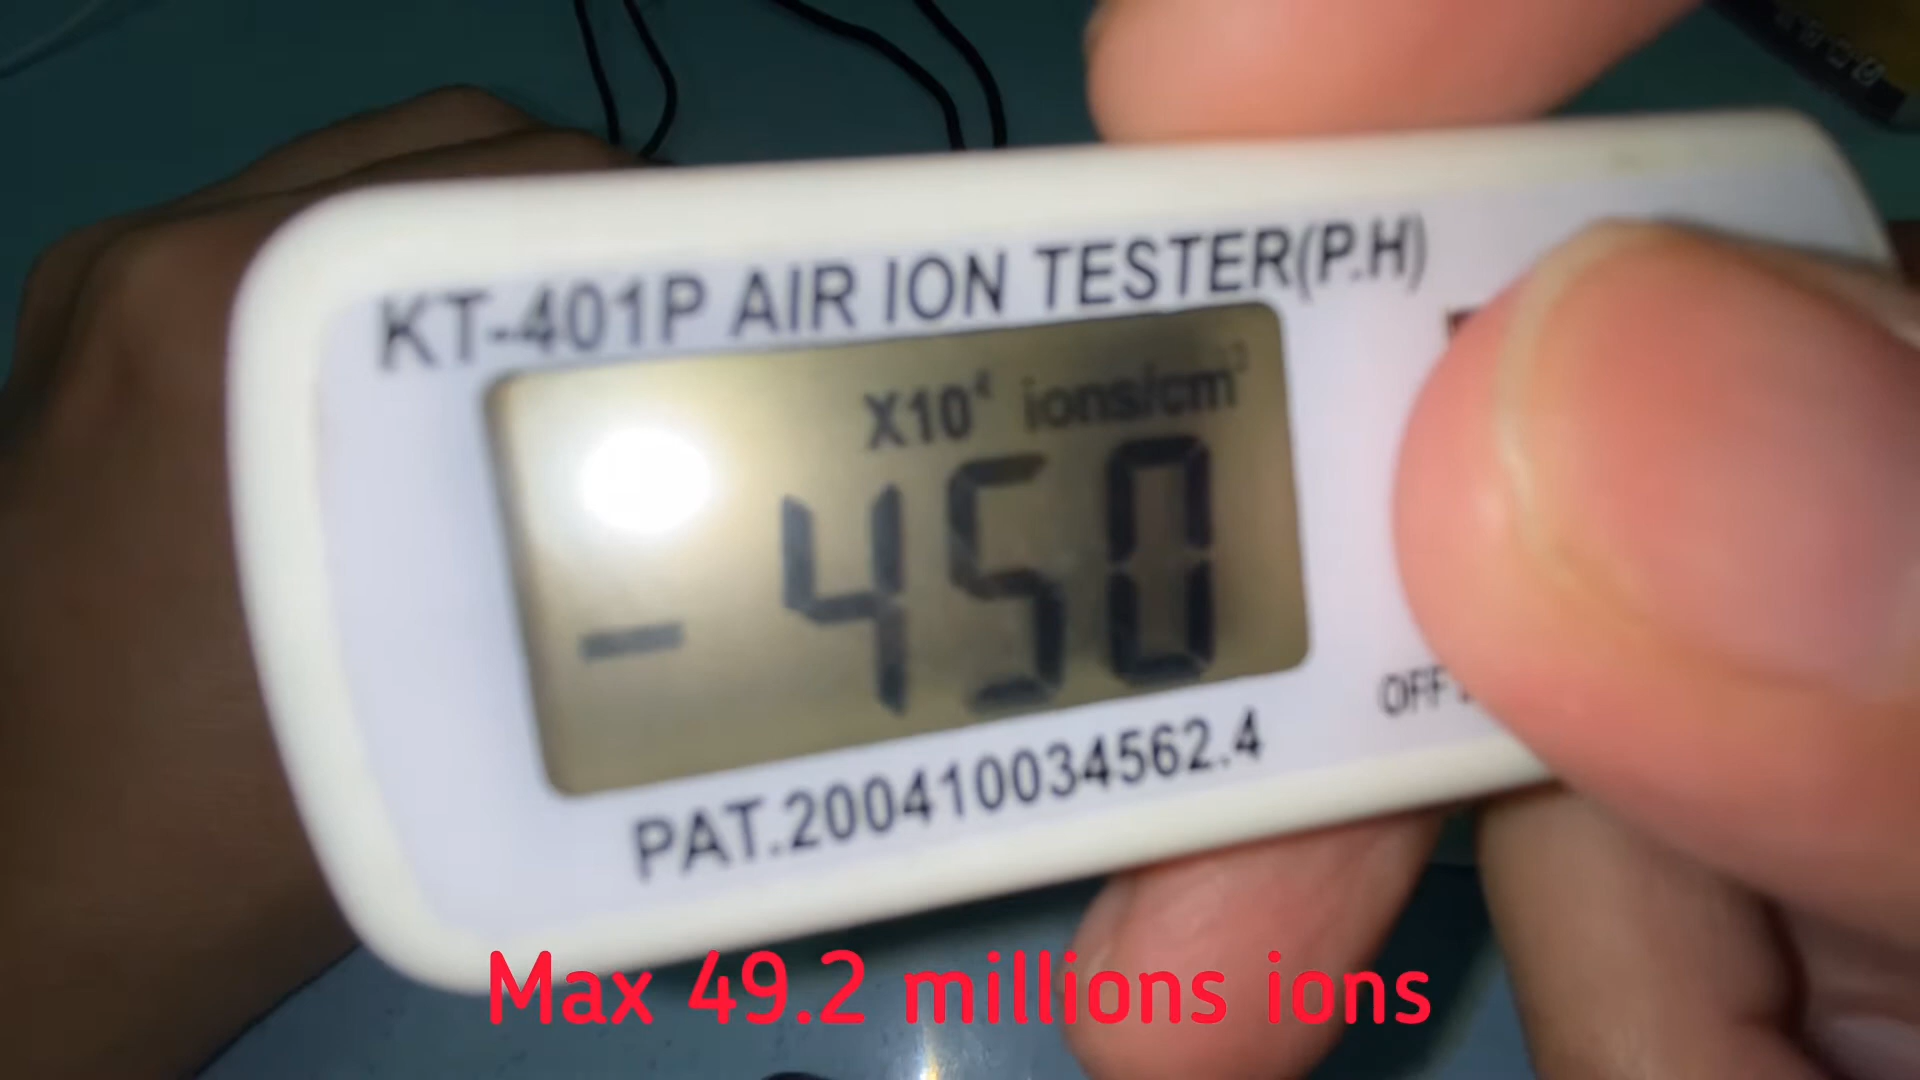 KT-401P AIR ION TESTER(P.H)
X10⁴ ions/cm³
-450
OFF
PAT.200410034562.4
Max 49.2 millions ions